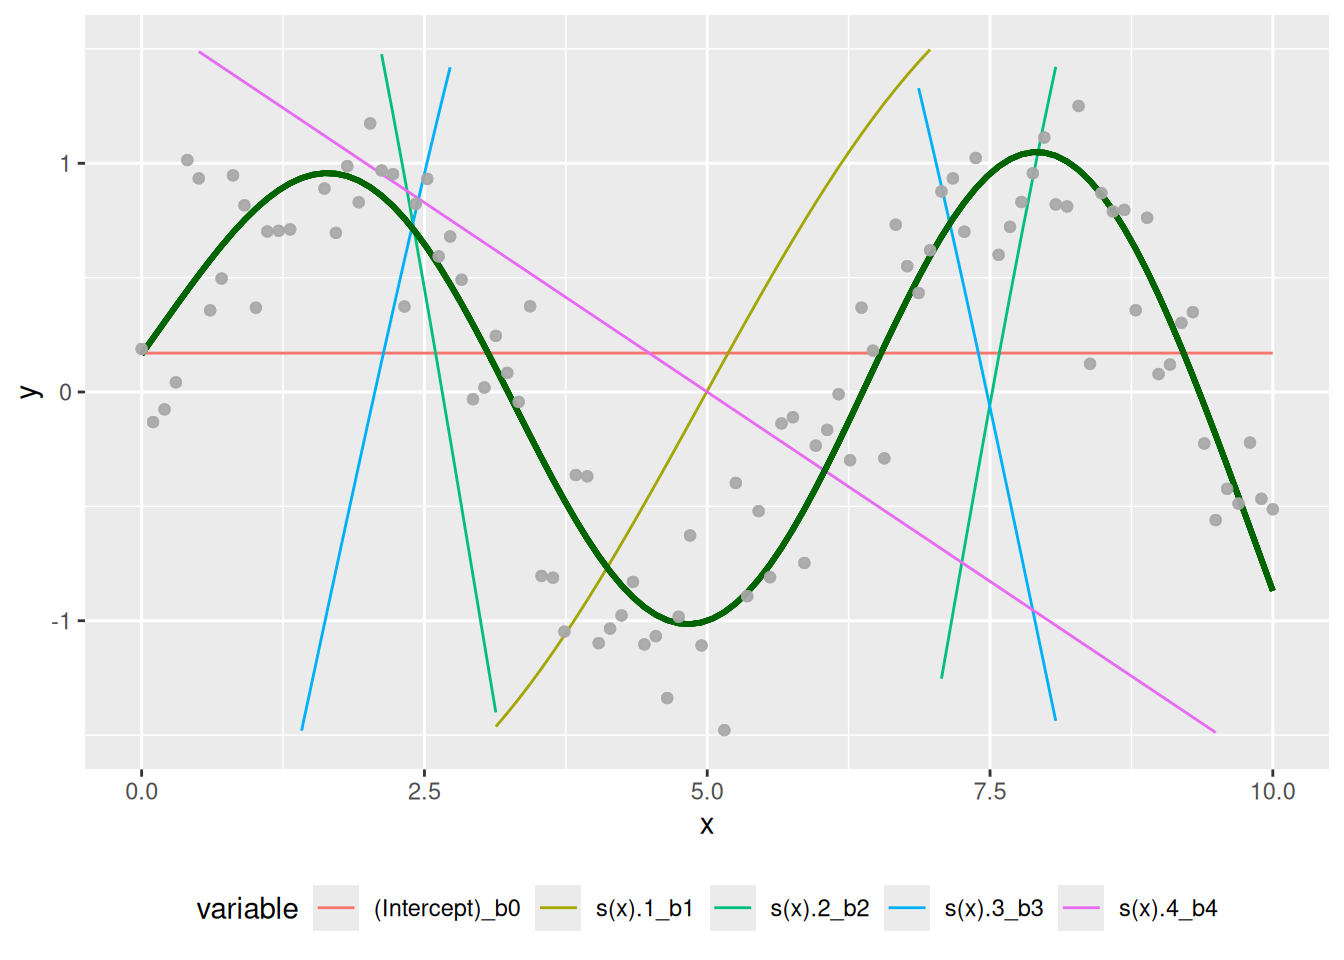 y
1
0
-1
0.0 2.5 5.0 7.5 10.0
x
variable (Intercept)_b0 s(x).1_b1 s(x).2_b2 s(x).3_b3 s(x).4_b4